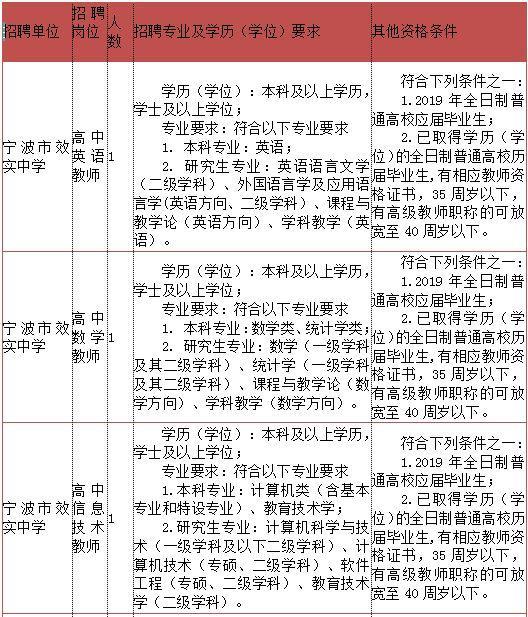 招聘单位
招聘
岗位
人
数
招聘专业及学历（学位）要求
其他资格条件
宁波市效
实中学
高中
英语
教师
1
学历（学位）：本科及以上学历，
学士及以上学位；
专业要求：符合以下专业要求
1. 本科专业：英语；
2. 研究生专业：英语语言文学
（二级学科）、外国语言学及应用语
言学（英语方向、二级学科）、课程与
教学论（英语方向）、学科教学（英
语）。
符合下列条件之一：
1.2019 年全日制普
通高校应届毕业生；
2.已取得学历（学
位）的全日制普通高校历
届毕业生，有相应教师资
格证书，35 周岁以下，
有高级教师职称的可放
宽至 40 周岁以下。
宁波市效
实中学
高中
数学
教师
1
学历（学位）：本科及以上学历，
学士及以上学位；
专业要求：符合以下专业要求
1. 本科专业：数学类、统计学类；
2. 研究生专业：数学（一级学科
及其二级学科）、统计学（一级学科
及其二级学科）、课程与教学论（数
学方向）、学科教学（数学方向）。
符合下列条件之一：
1.2019 年全日制普
通高校应届毕业生；
2.已取得学历（学
位）的全日制普通高校历
届毕业生，有相应教师资
格证书，35 周岁以下，
有高级教师职称的可放
宽至 40 周岁以下。
宁波市效
实中学
高中
信息
技术
教师
1
学历（学位）：本科及以上学历，
学士及以上学位；
专业要求：符合以下专业要求
1.本科专业：计算机类（含基本
专业和特设专业）、教育技术学；
2.研究生专业：计算机科学与技
术（一级学科及以下二级学科）、计
算机技术（专硕、二级学科）、软件
工程（专硕、二级学科）、教育技术
学（二级学科）。
符合下列条件之一：
1.2019 年全日制普
通高校应届毕业生；
2.已取得学历（学
位）的全日制普通高校历
届毕业生，有相应教师资
格证书，35 周岁以下，
有高级教师职称的可放
宽至 40 周岁以下。